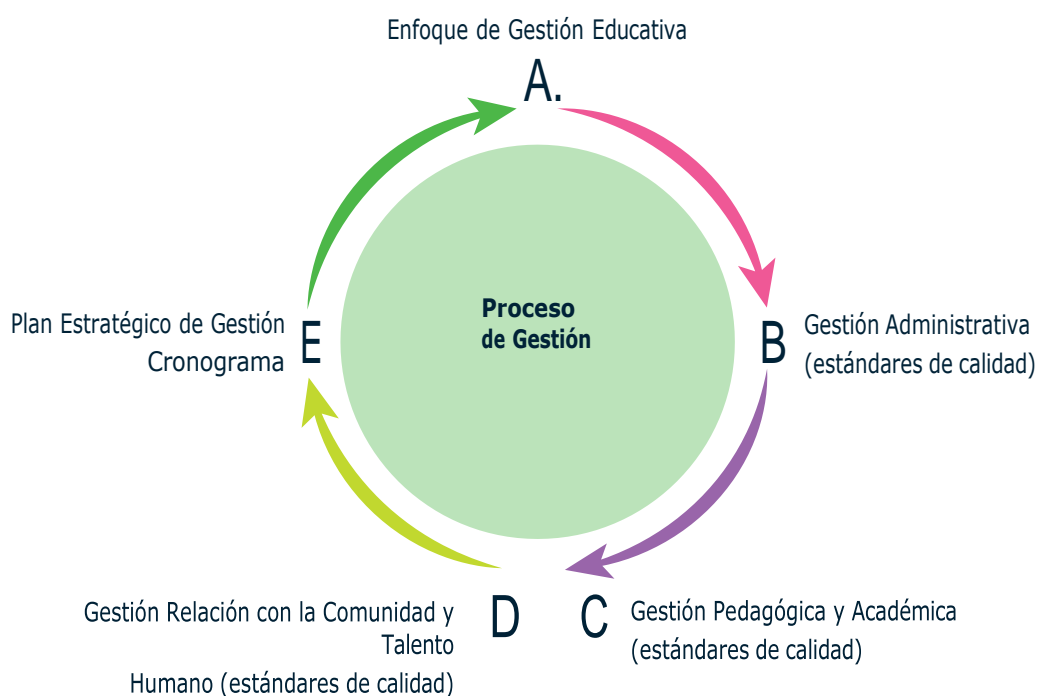 Enfoque de Gestión Educativa
A.
Proceso
de Gestión
B
Gestión Administrativa
(estándares de calidad)
C
Gestión Pedagógica y Académica
(estándares de calidad)
D
Gestión Relación con la Comunidad y
Talento
Humano (estándares de calidad)
E
Plan Estratégico de Gestión
Cronograma